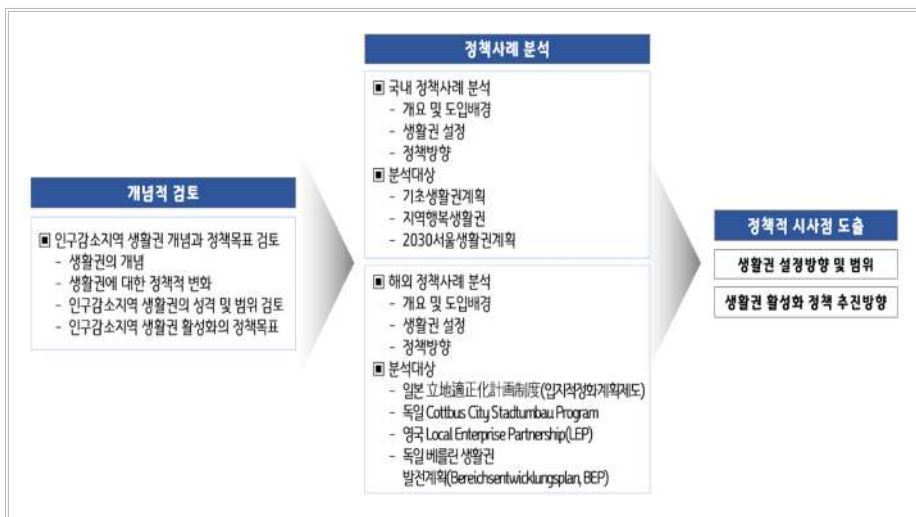 개념적 검토
▣ 인구감소지역 생활권 개념과 정책목표 검토
- 생활권의 개념
- 생활권에 대한 정책적 변화
- 인구감소지역 생활권의 성격 및 범위 검토
- 인구감소지역 생활권 활성화의 정책목표
정책사례 분석
▣ 국내 정책사례 분석
- 개요 및 도입배경
- 생활권 설정
- 정책방향
▣ 분석대상
- 기초생활권계획
- 지역행복생활권
- 2030서울생활권계획
▣ 해외 정책사례 분석
- 개요 및 도입배경
- 생활권 설정
- 정책방향
▣ 분석대상
- 일본 立地適正化計画制度(입지적정화계획제도)
- 독일 Cottbus City Stadtumbau Program
- 영국 Local Enterprise Partnership(LEP)
- 독일 베를린 생활권
발전계획(Bereichsentwicklungsplan, BEP)
정책적 시사점 도출
생활권 설정방향 및 범위
생활권 활성화 정책 추진방향